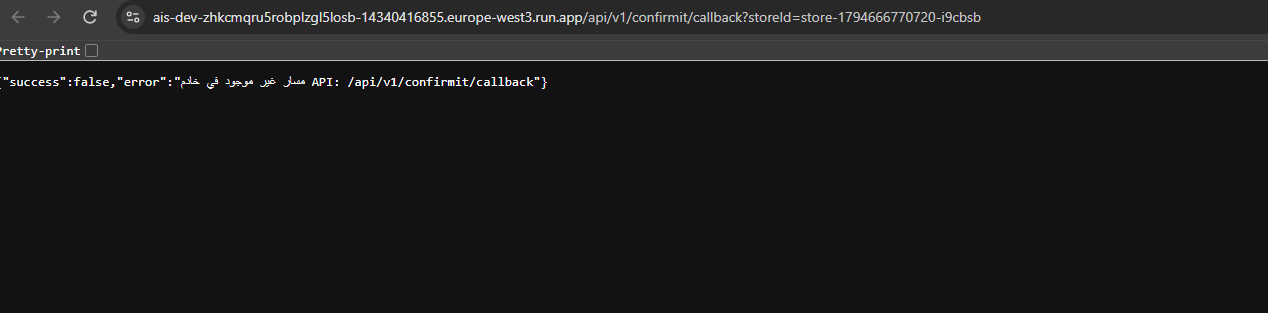 ais-dev-zhkcmqru5robplzgl5losb-14340416855.europe-west3.run.app/api/v1/confirmit/callback?storeId=store-1794666770720-i9cbsb
Pretty-print
{"success":false,"error":"مسار غير موجود في خادم API: /api/v1/confirmit/callback"}